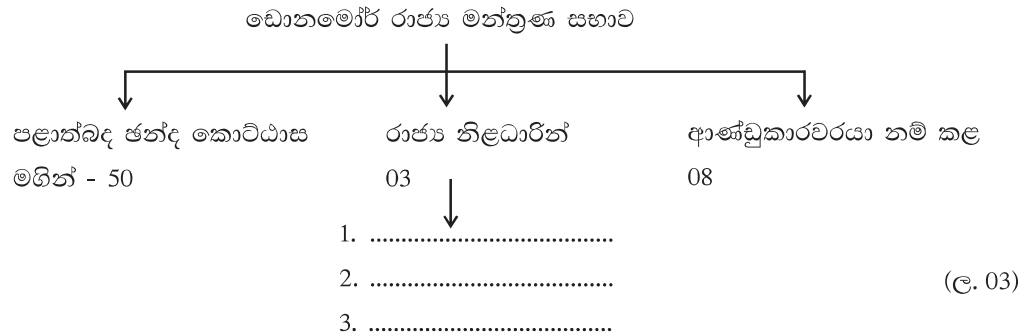 ඩොනමෝර් රාජ්‍ය මන්ත්‍රණ සභාව
පළාත්බද ඡන්ද කොට්ඨාස
මගින් - 50
රාජ්‍ය නිළධාරින්
03
ආණ්ඩුකාරවරයා නම් කළ
08
1. ........................................
2. ........................................
3. ........................................
(ල. 03)